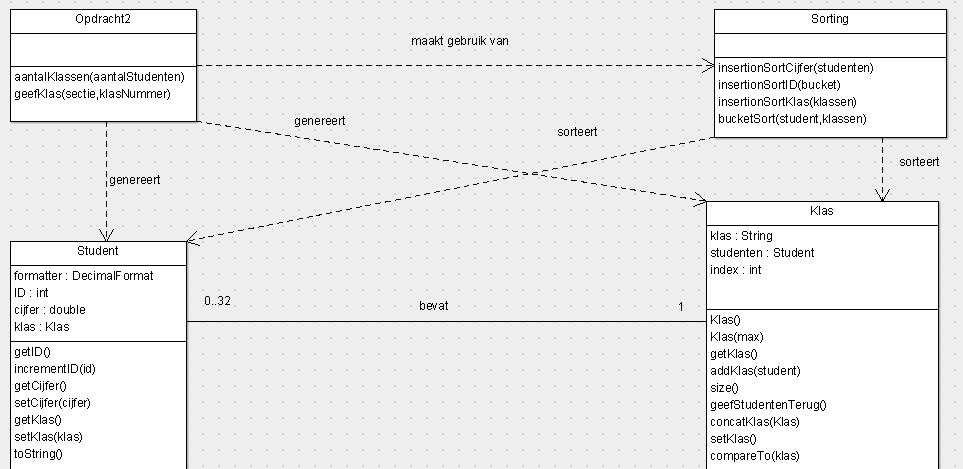 Opdracht2
aantalKlassen(aantalStudenten)
geefKlas(sectie,klasNummer)
maakt gebruik van
Sorting
insertionSortCijfer(studenten)
insertionSortID(bucket)
insertionSortKlas(klassen)
bucketSort(student,klassen)
genereert
sorteert
sorteert
genereert
Student
formatter : DecimalFormat
ID : int
cijfer : double
klas : Klas
getID()
incrementID(id)
getCijfer()
setCijfer(cijfer)
getKlas()
setKlas(klas)
toString()
0..32
bevat
1
Klas
klas : String
studenten : Student
index : int
Klas()
Klas(max)
getKlas()
addKlas(student)
size()
geefStudentenTerug()
concatKlas(Klas)
setKlas()
compareTo(klas)